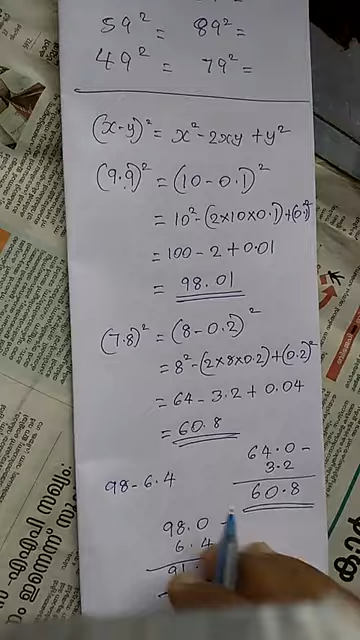 59² = 89² =
49² = 79² =
(x-y)² = x² - 2xy + y²
(9.9)² = (10 - 0.1)²
= 10² - (2×10×0.1) + (0.1)²
= 100 - 2 + 0.01
= 98.01
(7.8)² = (8 - 0.2)²
= 8² - (2×8×0.2) + (0.2)²
= 64 - 3.2 + 0.04
= 60.8
64.0 -
3.2
60.8
98 - 6.4
98.0 -
6.4
91.